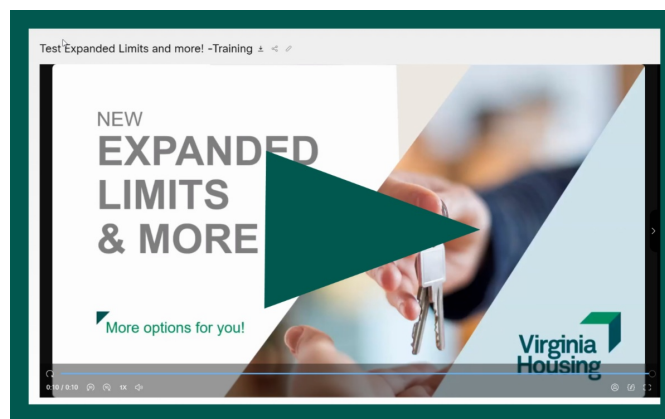 Test Expanded Limits and more! -Training
NEW
EXPANDED
LIMITS
& MORE
More options for you!
Virginia
Housing
0:10 / 0:10
1X